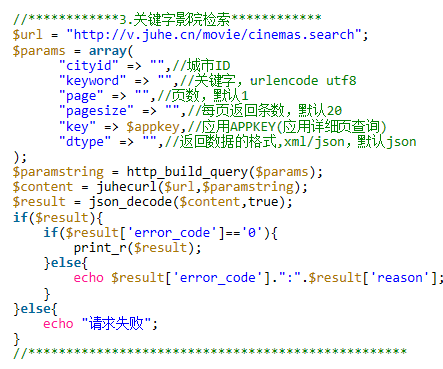 //************3.关键字影院检索************
$url = "http://v.juhe.cn/movie/cinemas.search";
$params = array(
"cityid" => "",//城市ID
"keyword" => "",//关键字，urlencode utf8
"page" => "",//页数，默认1
"pagesize" => "",//每页返回条数，默认20
"key" => $appkey,//应用APPKEY(应用详细页查询)
"dtype" => "",//返回数据的格式,xml/json，默认json
);
$paramstring = http_build_query($params);
$content = juhecurl($url,$paramstring);
$result = json_decode($content,true);
if($result){
if($result['error_code']=='0'){
print_r($result);
}else{
echo $result['error_code'].":".$result['reason'];
}
}else{
echo "请求失败";
}
//**************************************************